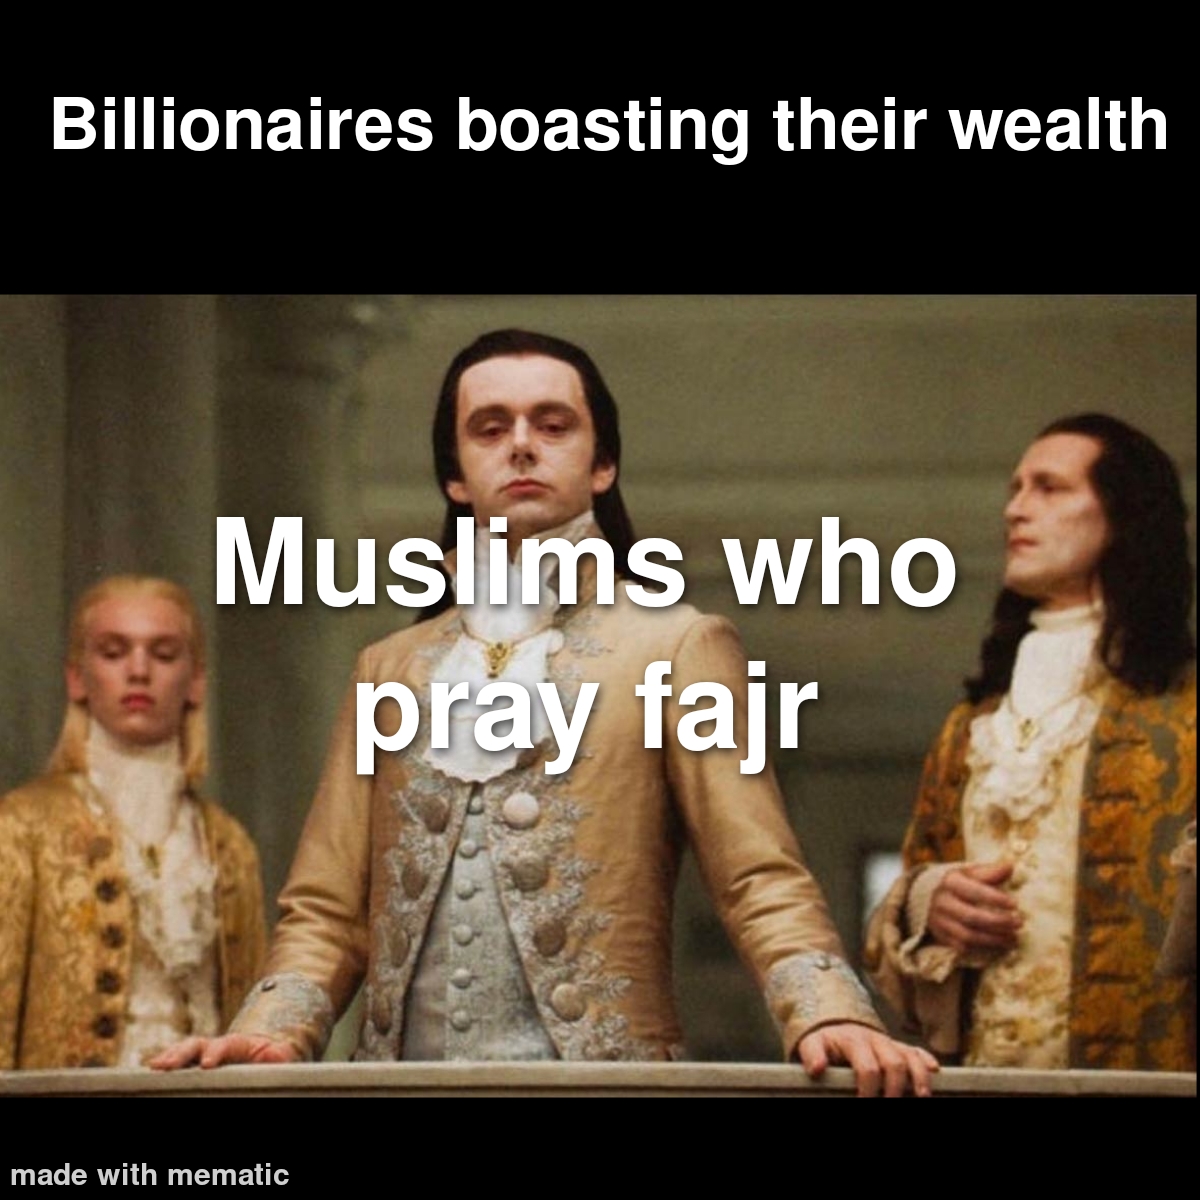 Billionaires boasting their wealth
Muslims who
pray fajr
made with mematic